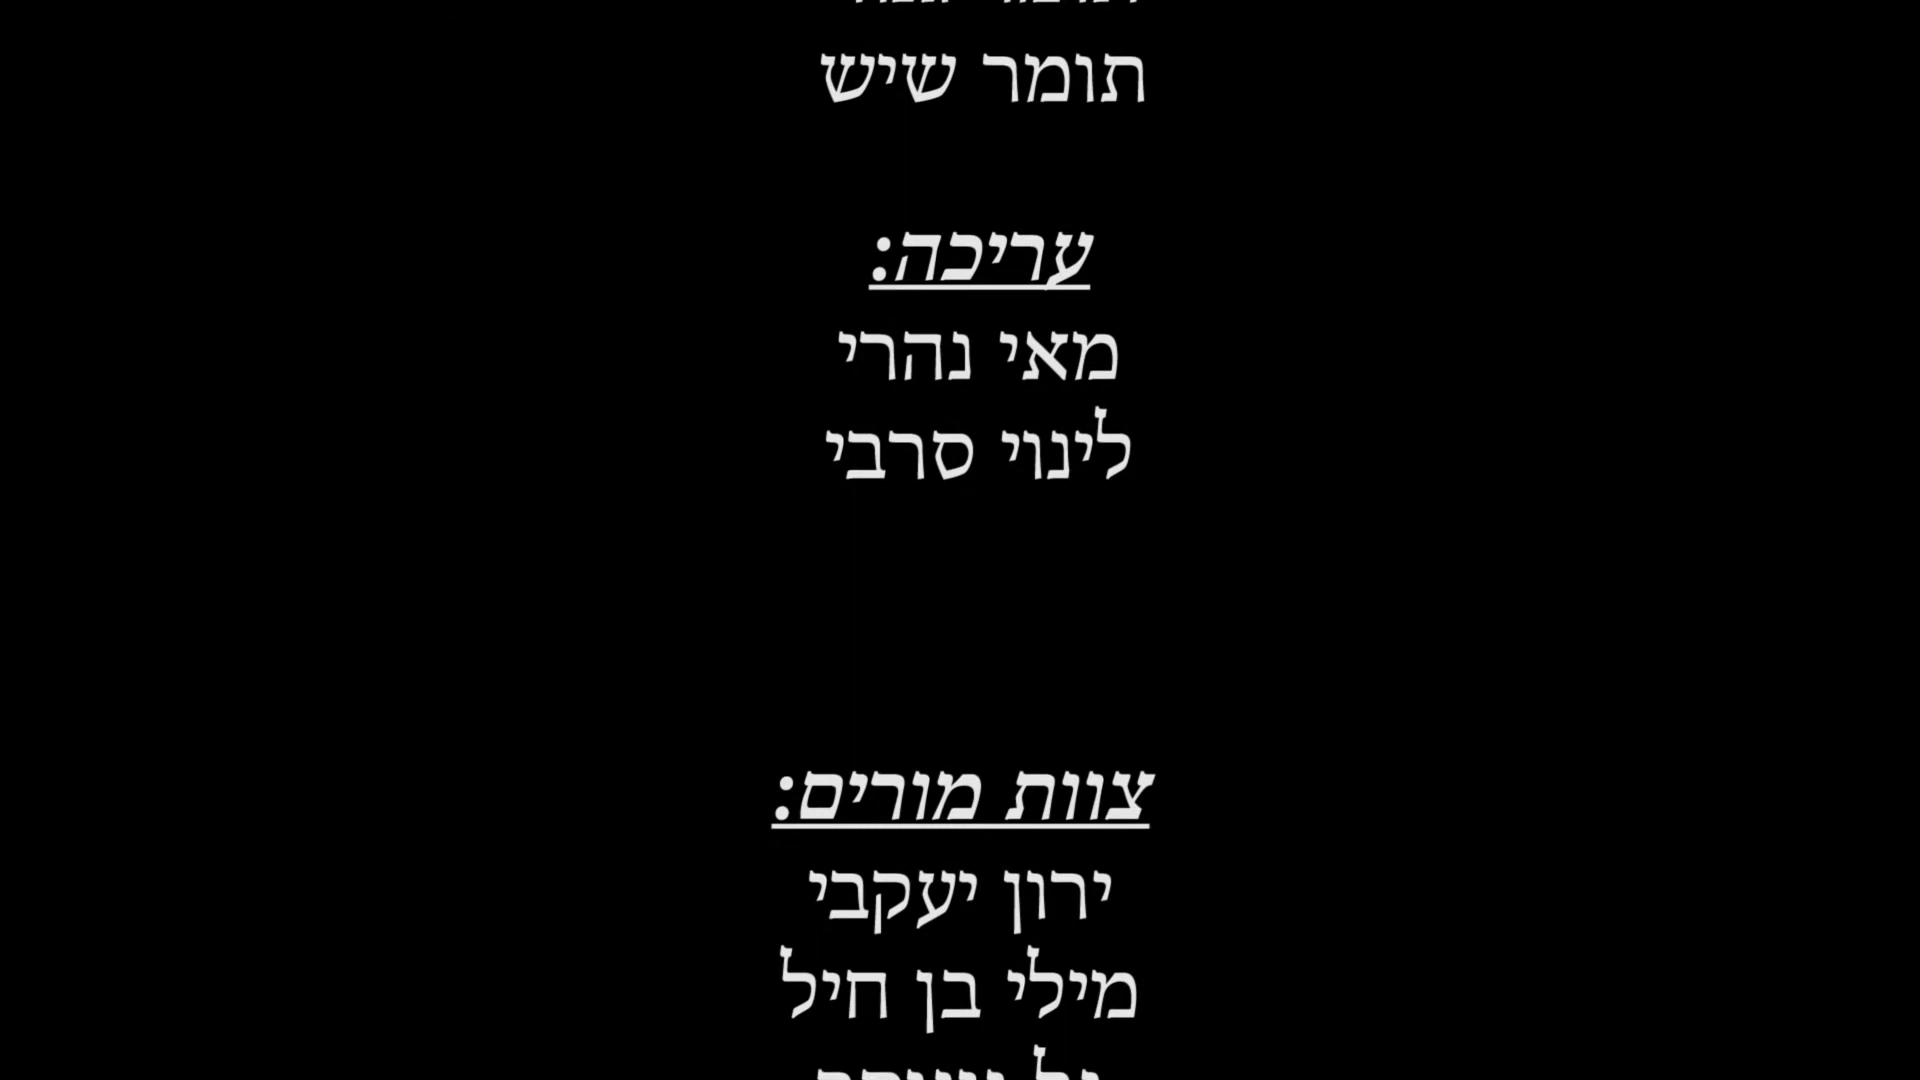 תומר שיש
עריכה:
מאי נהרי
לינוי סרבי
צוות מורים:
ירון יעקבי
מילי בן חיל